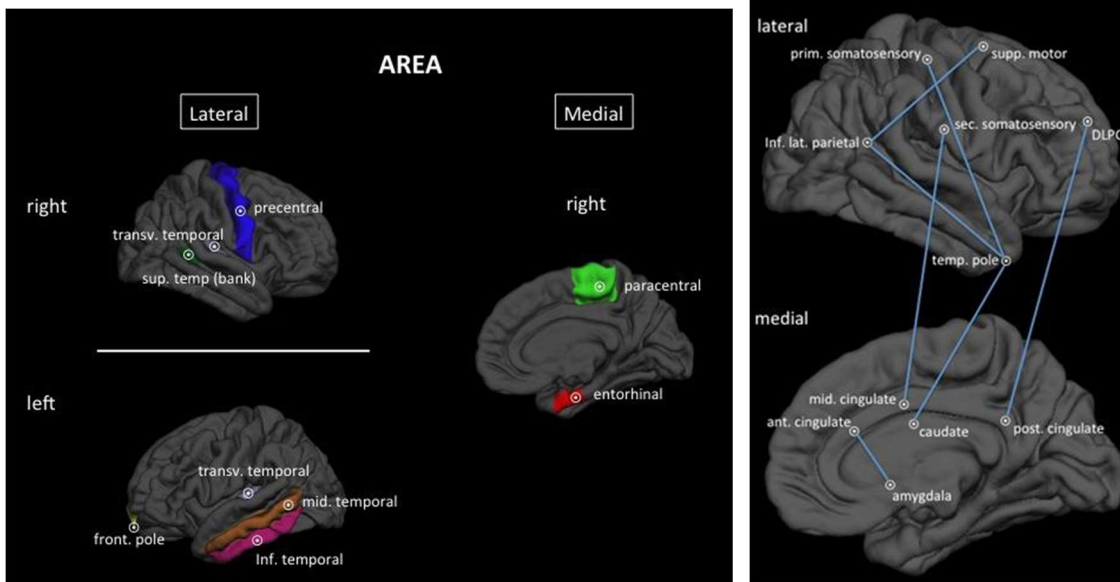 AREA
Lateral
Medial
right
precentral
transv. temporal
sup. temp (bank)
right
paracentral
entorhinal
left
transv. temporal
mid. temporal
front. pole
Inf. temporal
lateral
prim. somatosensory
supp. motor
sec. somatosensory
DLPC
Inf. lat. parietal
temp. pole
medial
mid. cingulate
ant. cingulate
caudate
post. cingulate
amygdala